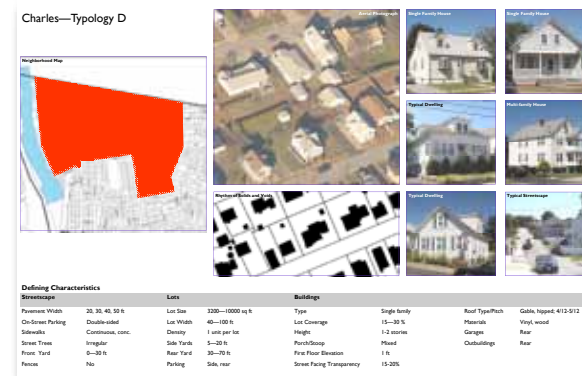 Charles—Typology D
Aerial Photograph
Single Family House
Single Family House
Neighborhood Map
Typical Dwelling
Multi-family House
Rhythm of Solids and Voids
Typical Dwelling
Typical Streetscape
Defining Characteristics
Streetscape Lots Buildings
Pavement Width 20, 30, 40, 50 ft Lot Size 3200—10000 sq ft Type Single family Roof Type/Pitch Gable, hipped; 4/12-5/12
On-Street Parking Double-sided Lot Width 40—100 ft Lot Coverage 15—30 % Materials Vinyl, wood
Sidewalks Continuous, conc. Density 1 unit per lot Height 1-2 stories Garages Rear
Street Trees Irregular Side Yards 5—20 ft Porch/Stoop Mixed Outbuildings Rear
Front Yard 0—30 ft Rear Yard 30—70 ft First Floor Elevation 1 ft
Fences No Parking Side, rear Street Facing Transparency 15-20%